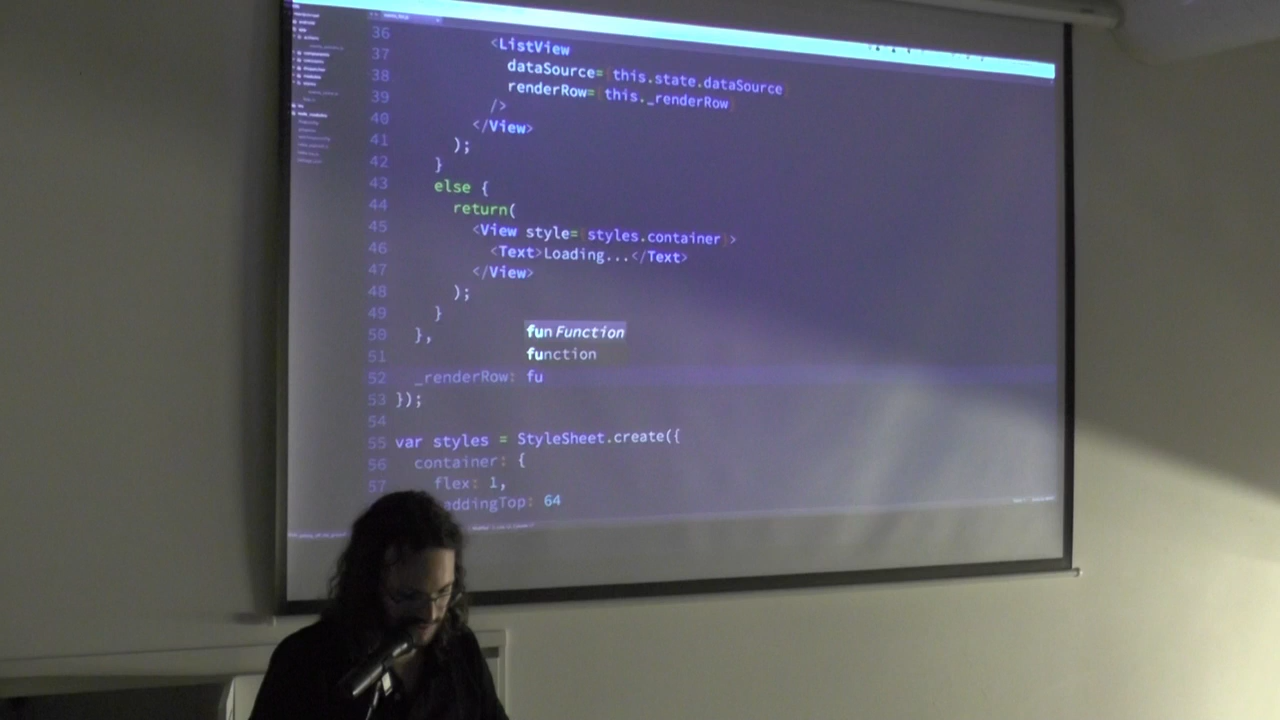 36
37 <ListView
38 dataSource={this.state.dataSource}
39 renderRow={this._renderRow}
40 />
41 </View>
42 );
43 }
44 else {
45 return(
46 <View style={styles.container}>
47 <Text>Loading...</Text>
48 </View>
49 );
50 }
51 },
fun Function
function
52 _renderRow: fu
53 });
54
55 var styles = StyleSheet.create({
56 container: {
57 flex: 1,
addingTop: 64